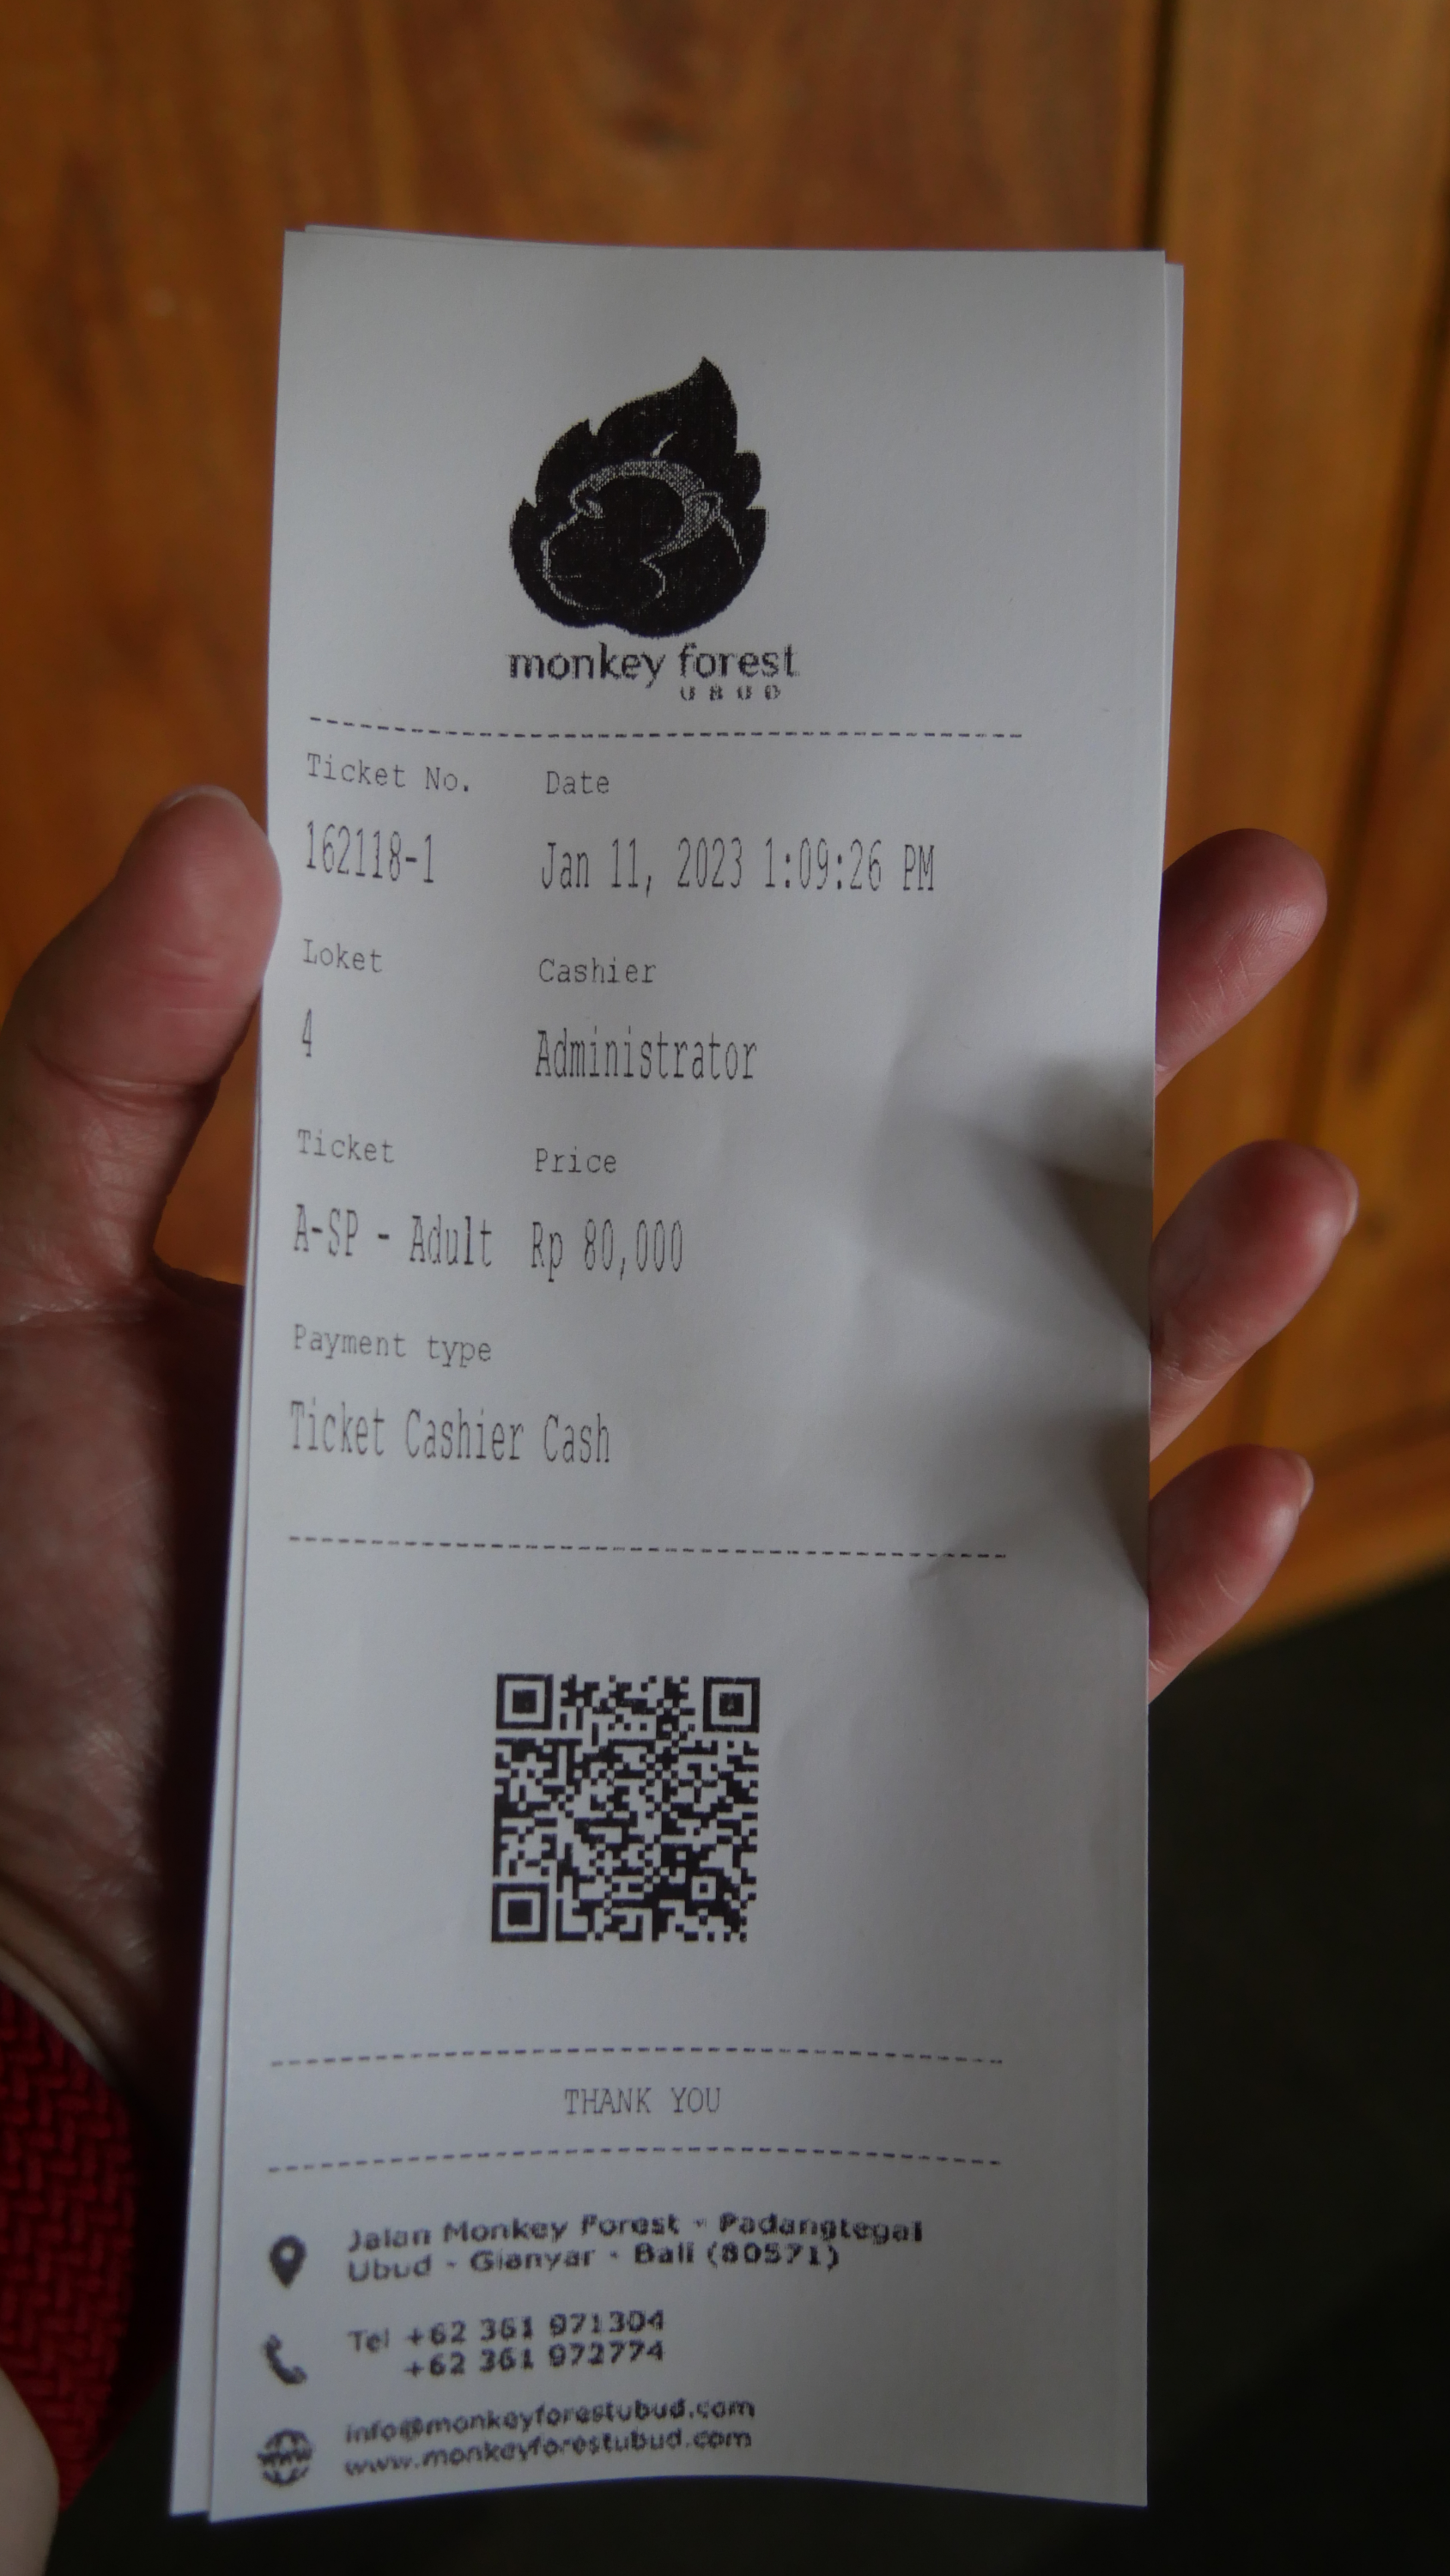 monkey forest
UBUD
Ticket No. Date
162118-1 Jan 11, 2023 1:09:26 PM
Loket Cashier
4 Administrator
Ticket Price
A-SP - Adult Rp 80,000
Payment type
Ticket Cashier Cash
THANK YOU
Jalan Monkey Forest - Padangtegal
Ubud - Gianyar - Bali (80571)
Tel +62 361 971304
+62 361 972774
info@monkeyforestubud.com
www.monkeyforestubud.com